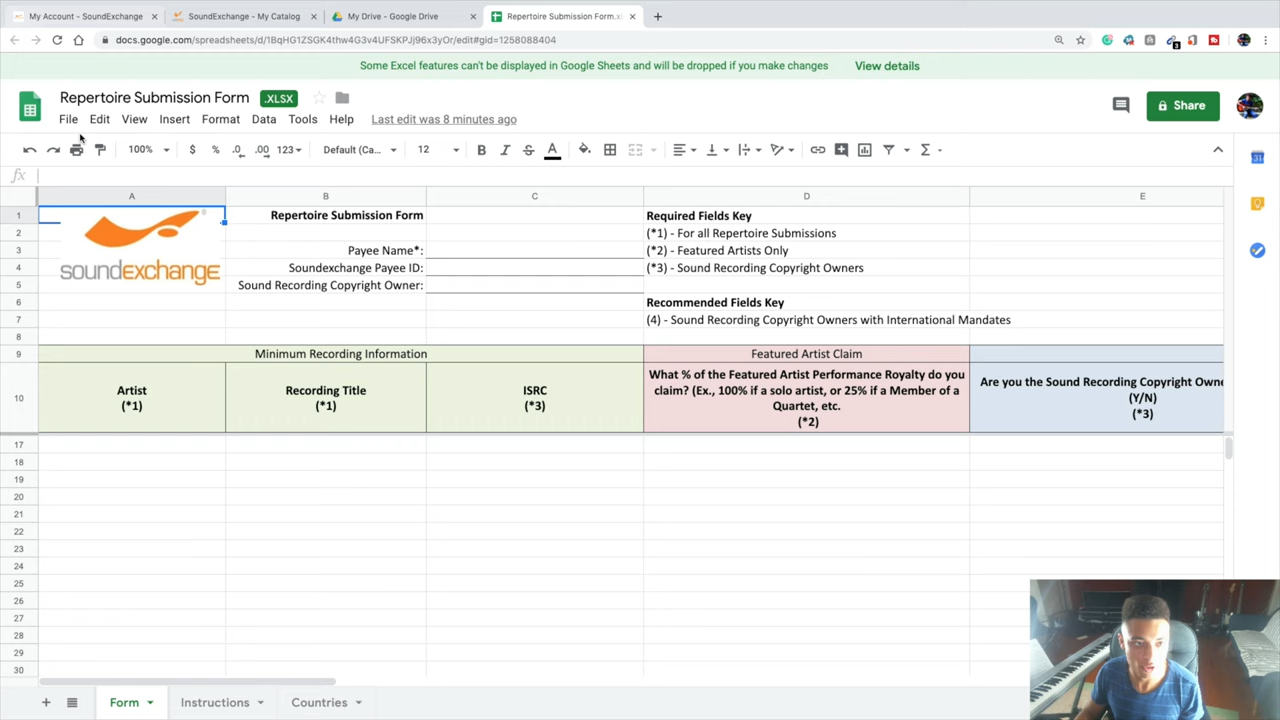 My Account - SoundExchange
SoundExchange - My Catalog
My Drive - Google Drive
Repertoire Submission Form.xl
docs.google.com/spreadsheets/d/1BqHG1ZSGK4thw4G3v4UFSKPJj96x3yOr/edit#gid=1258088404
Some Excel features can't be displayed in Google Sheets and will be dropped if you make changes View details
Repertoire Submission Form .XLSX
Share
File Edit View Insert Format Data Tools Help Last edit was 8 minutes ago
100% $ % .0 .00 123 Default (Ca... 12 B I S A Σ
fx
A B C D E
1 Repertoire Submission Form Required Fields Key
2 (*1) - For all Repertoire Submissions
3 Payee Name*: (*2) - Featured Artists Only
4 Soundexchange Payee ID: (*3) - Sound Recording Copyright Owners
5 Sound Recording Copyright Owner:
soundexchange
6 Recommended Fields Key
7 (4) - Sound Recording Copyright Owners with International Mandates
8
9 Minimum Recording Information Featured Artist Claim
10
Artist
(*1)
Recording Title
(*1)
ISRC
(*3)
What % of the Featured Artist Performance Royalty do you
claim? (Ex., 100% if a solo artist, or 25% if a Member of a
Quartet, etc.
(*2)
Are you the Sound Recording Copyright Owne
(Y/N)
(*3)
17
18
19
20
21
22
23
24
25
26
27
28
29
30
Form Instructions Countries